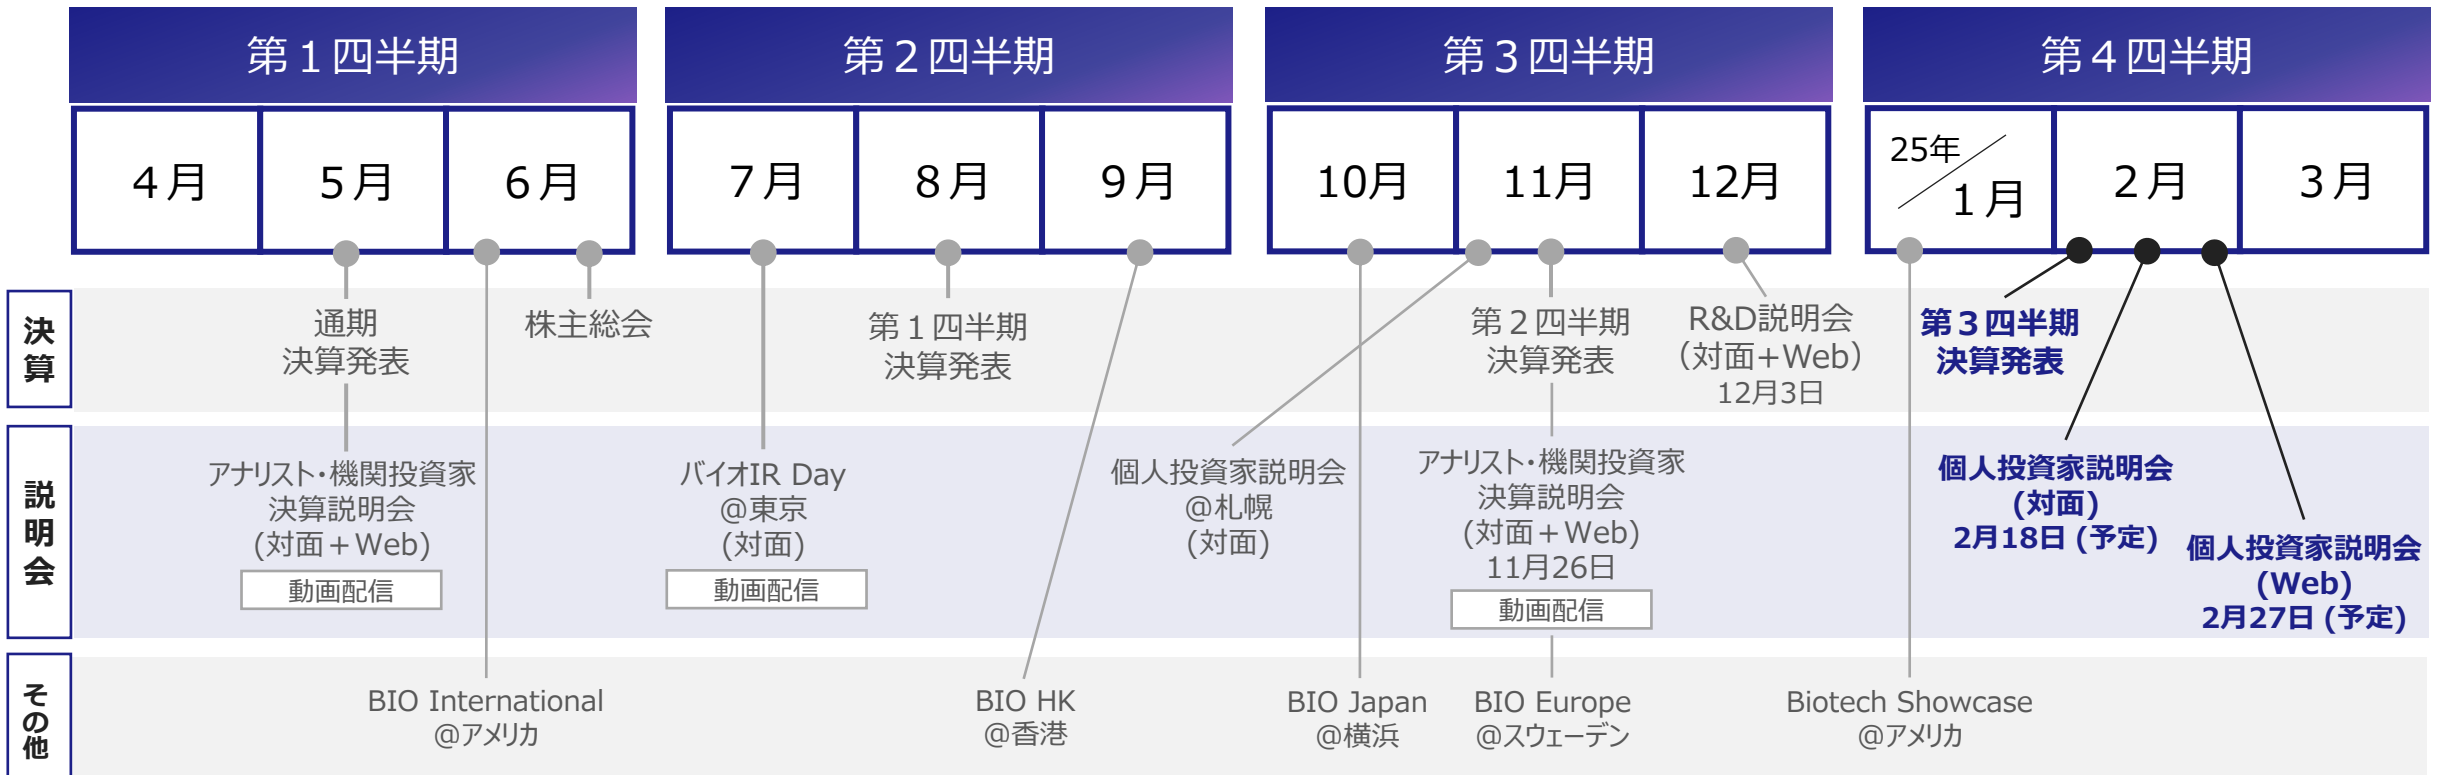 第１四半期
第２四半期
第３四半期
第４四半期
４月
５月
６月
７月
８月
９月
10月
11月
12月
25年
１月
２月
３月
決算
通期
決算発表
株主総会
第１四半期
決算発表
第２四半期
決算発表
R&D説明会
（対面+Web）
12月3日
第３四半期
決算発表
説明会
アナリスト・機関投資家
決算説明会
(対面＋Web)
動画配信
バイオIR Day
@東京
(対面)
動画配信
個人投資家説明会
@札幌
(対面)
アナリスト・機関投資家
決算説明会
(対面＋Web)
11月26日
動画配信
個人投資家説明会
(対面)
2月18日 (予定)
個人投資家説明会
(Web)
2月27日 (予定)
その他
BIO International
@アメリカ
BIO HK
@香港
BIO Japan
@横浜
BIO Europe
@スウェーデン
Biotech Showcase
@アメリカ